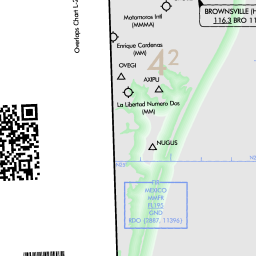 Matamoros Intl
(MMMA)
BROWNSVILLE (H
116.3 BRO 11
Overlaps Chart L-2
Enrique Cardenas
(MM)
OVEGI
4²
AXIPU
La Libertad Numero Dos
(MM)
NUGUS
MEXICO
MMFR
FL195
GND
RDO (2887, 11396)